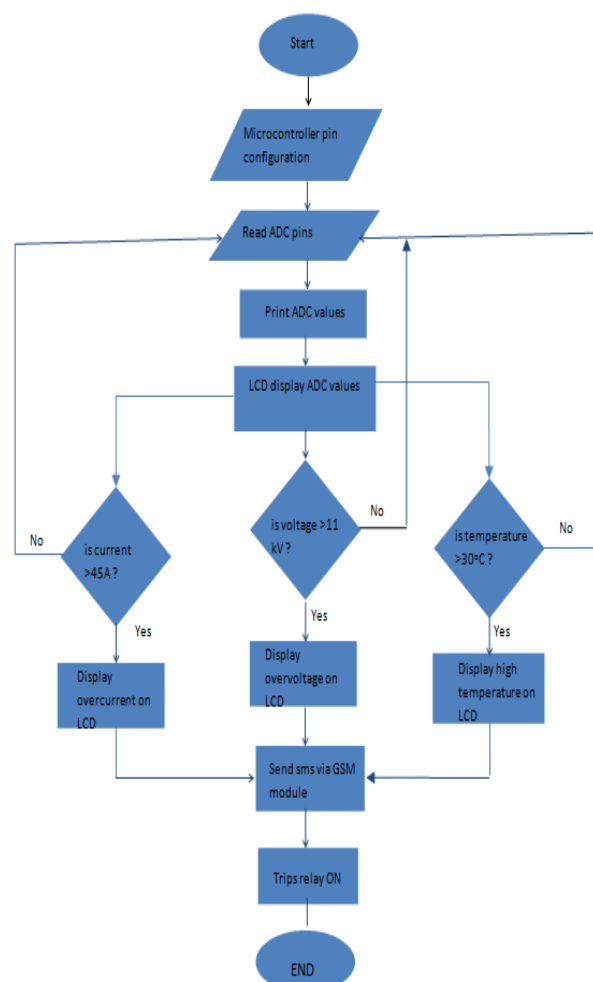 Start
Microcontroller pin
configuration
Read ADC pins
Print ADC values
LCD display ADC values
is current
>45A ?
No
Yes
is voltage >11
kV ?
No
Yes
is temperature
>30°C ?
No
Yes
Display
overcurrent on
LCD
Display
overvoltage on
LCD
Display high
temperature on
LCD
Send sms via GSM
module
Trips relay ON
END